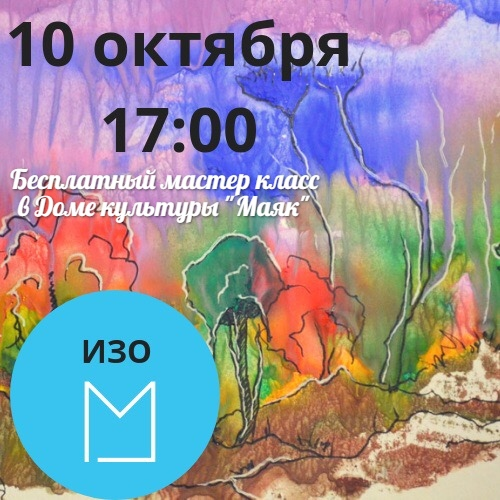 10 октября
17:00
Бесплатный мастер класс
в Доме культуры "Маяк"
ИЗО